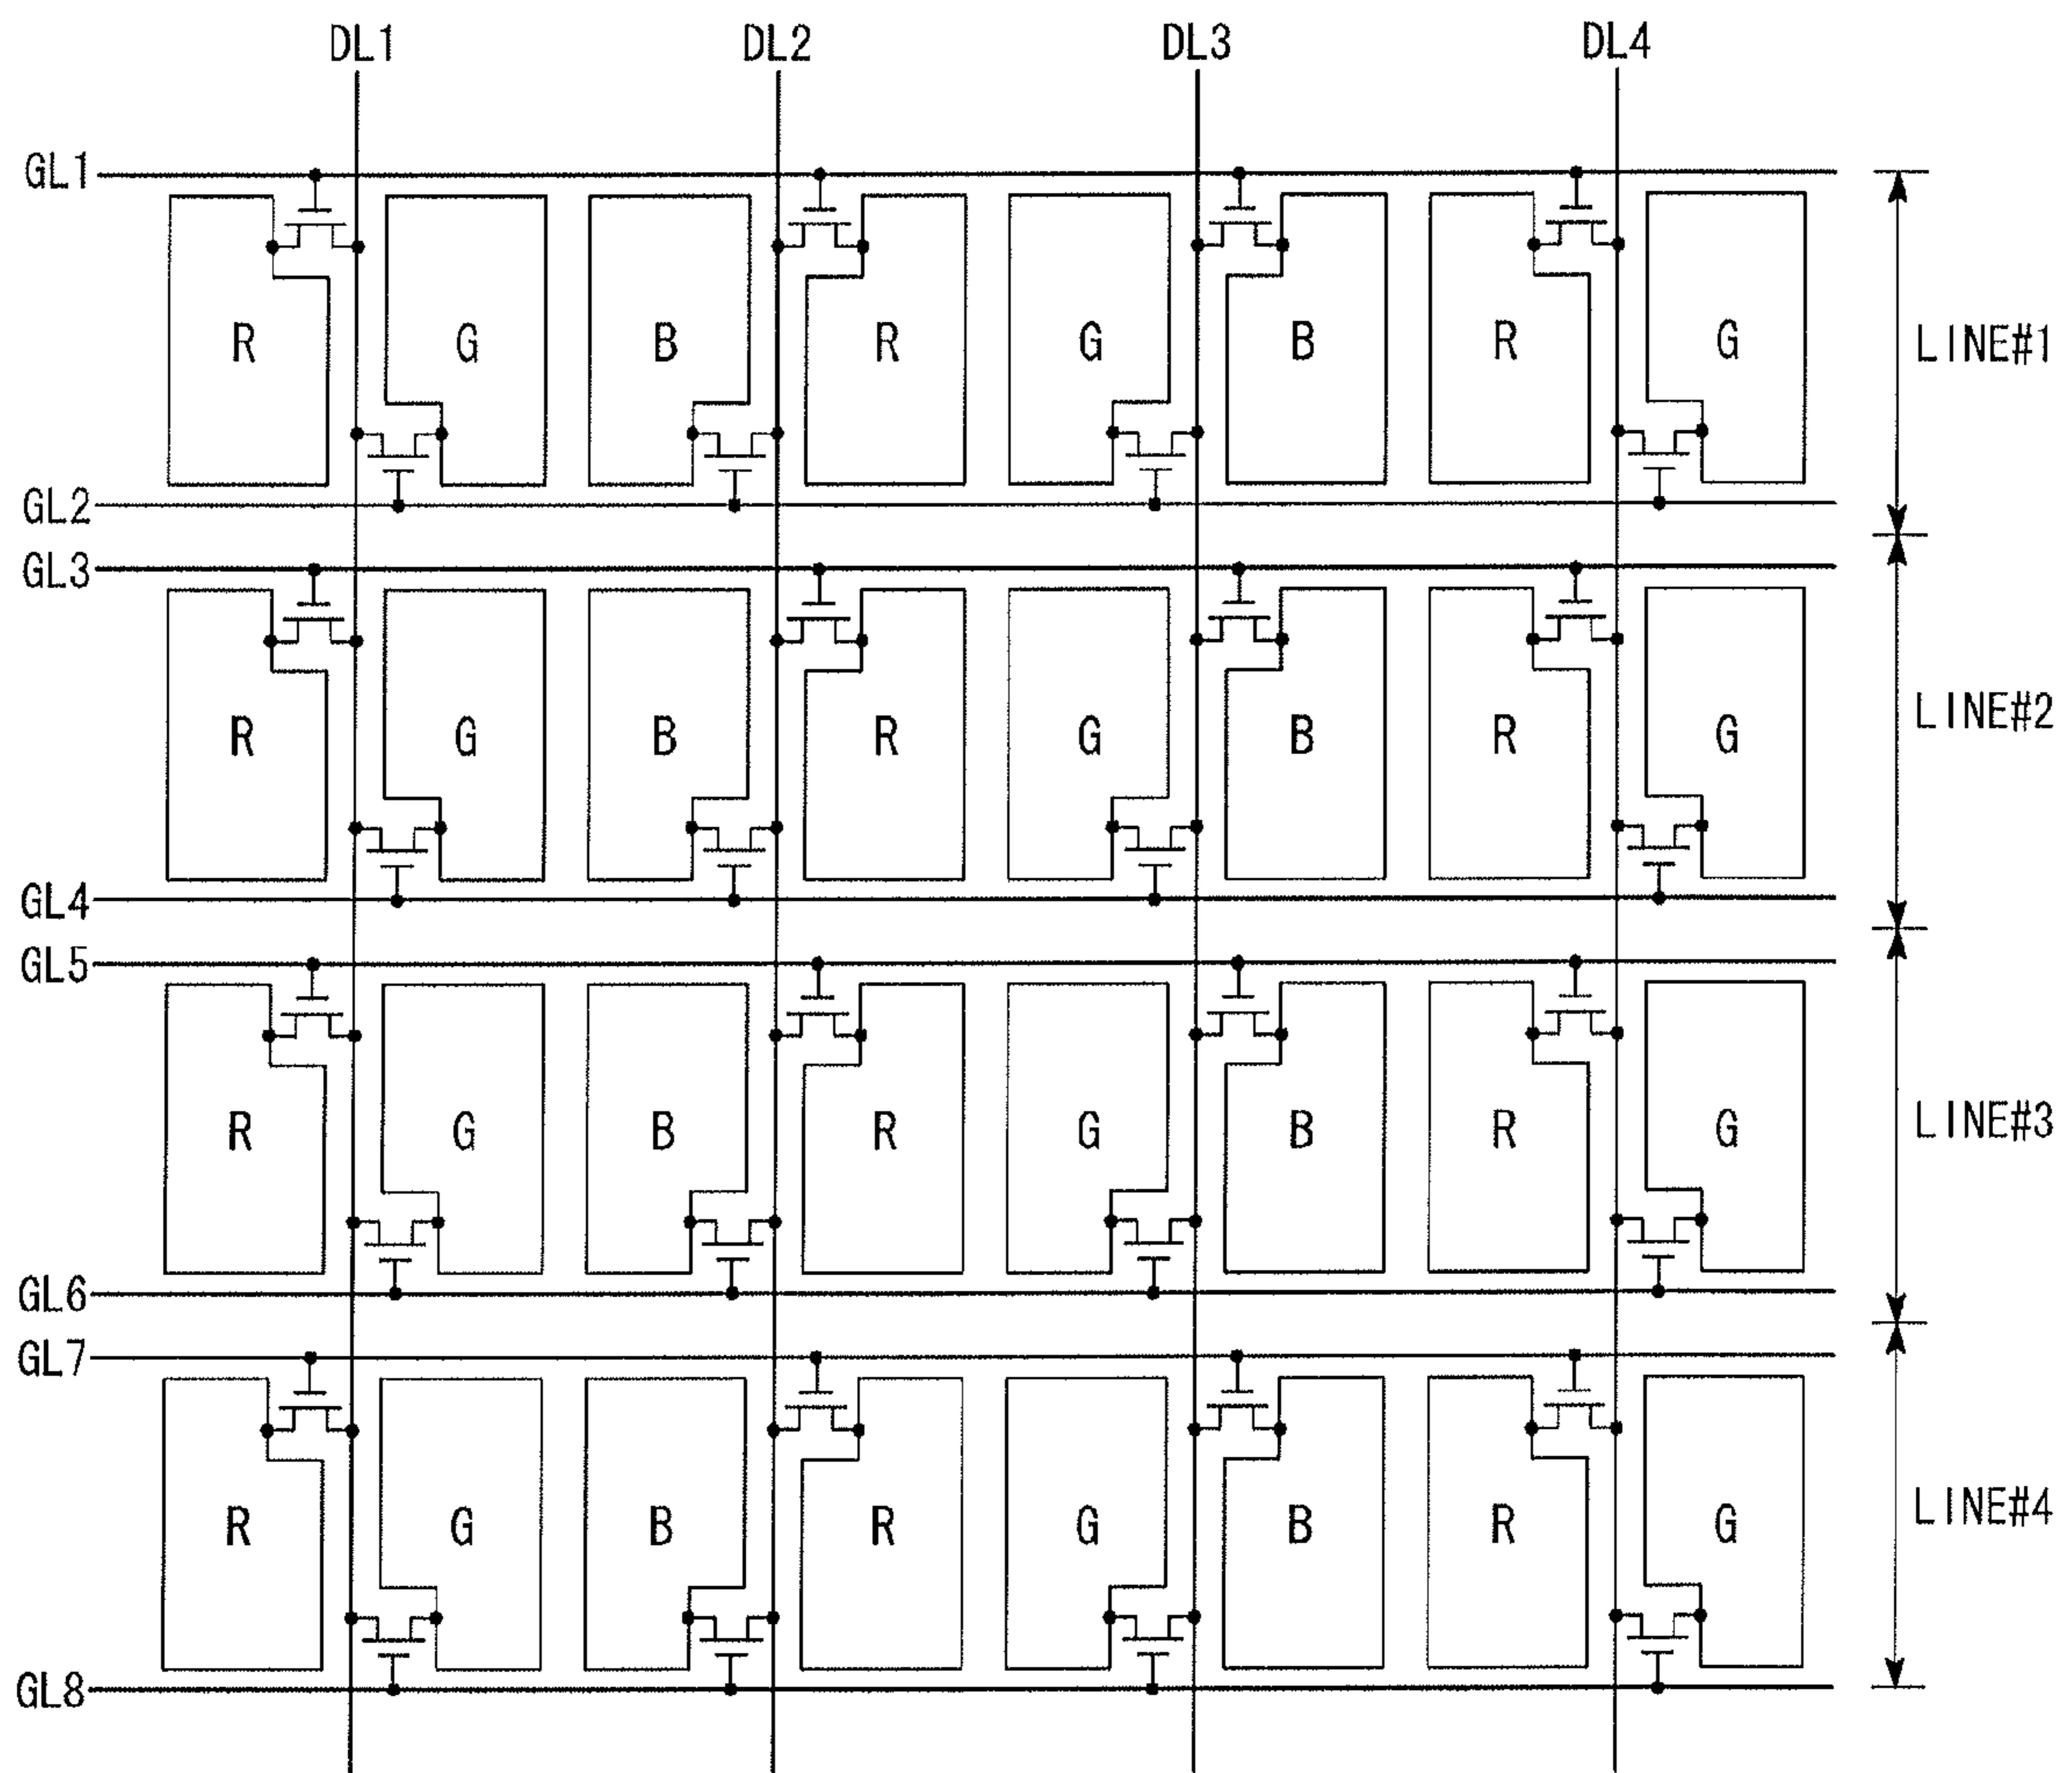 DL1 DL2 DL3 DL4
GL1
R G B R G B R G LINE#1
GL2
GL3
R G B R G B R G LINE#2
GL4
GL5
R G B R G B R G LINE#3
GL6
GL7
R G B R G B R G LINE#4
GL8